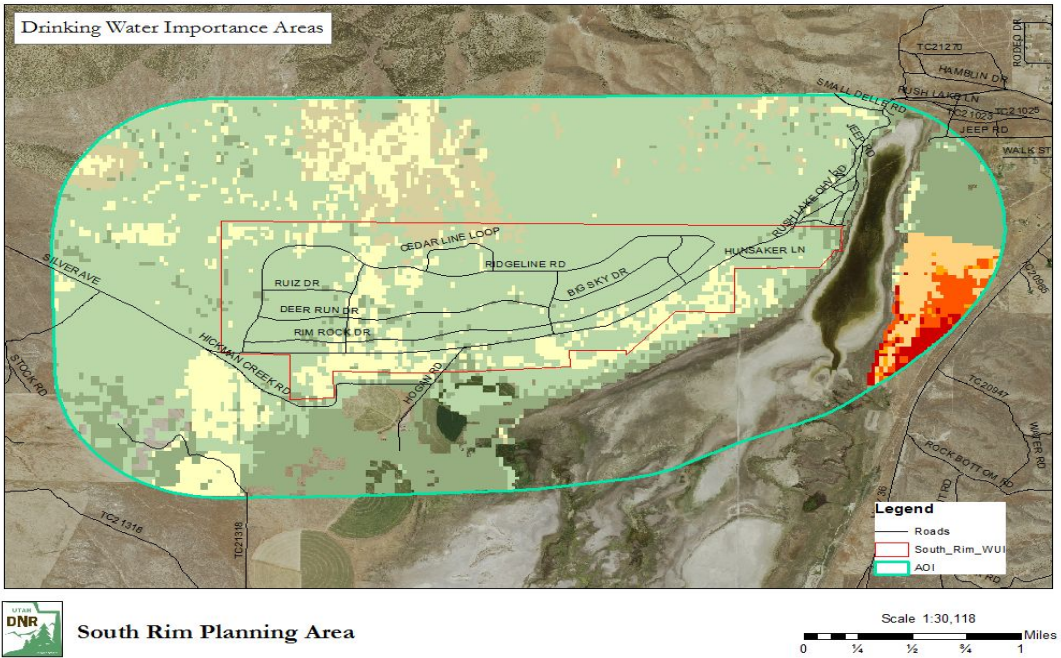 Drinking Water Importance Areas
TC21270
RODEO DR
HAMBLIN DR
SMALL DELLS RD
RUSH LAKE LN
TC21023
TC21025
JEEP RD
JEEP RD
WALK ST
RUSH LAKE OHV RD
CEDAR LINE LOOP
HUNSAKER LN
SILVER AVE
RIDGELINE RD
TC20965
RUIZ DR
BIG SKY DR
DEER RUN DR
RIM ROCK DR
HICKMAN CREEK RD
STOCK RD
HOGAN RD
TC20947
WATER RD
ROCK BOTTOM RD
36
TC21316
TC21318
Legend
Roads
South_Rim_WUI
AOI
UTAH
DNR
South Rim Planning Area
Scale 1:30,118
Miles
0 ¼ ½ ¾ 1